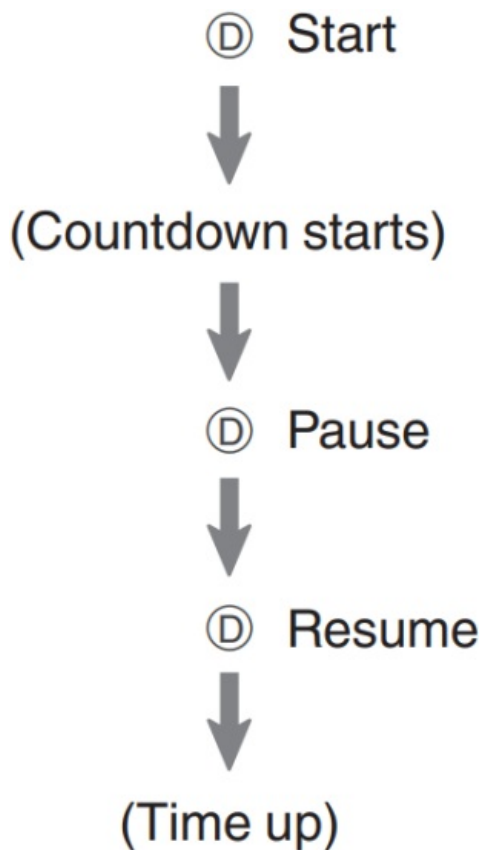 Ⓓ Start
(Countdown starts)
Ⓓ Pause
Ⓓ Resume
(Time up)